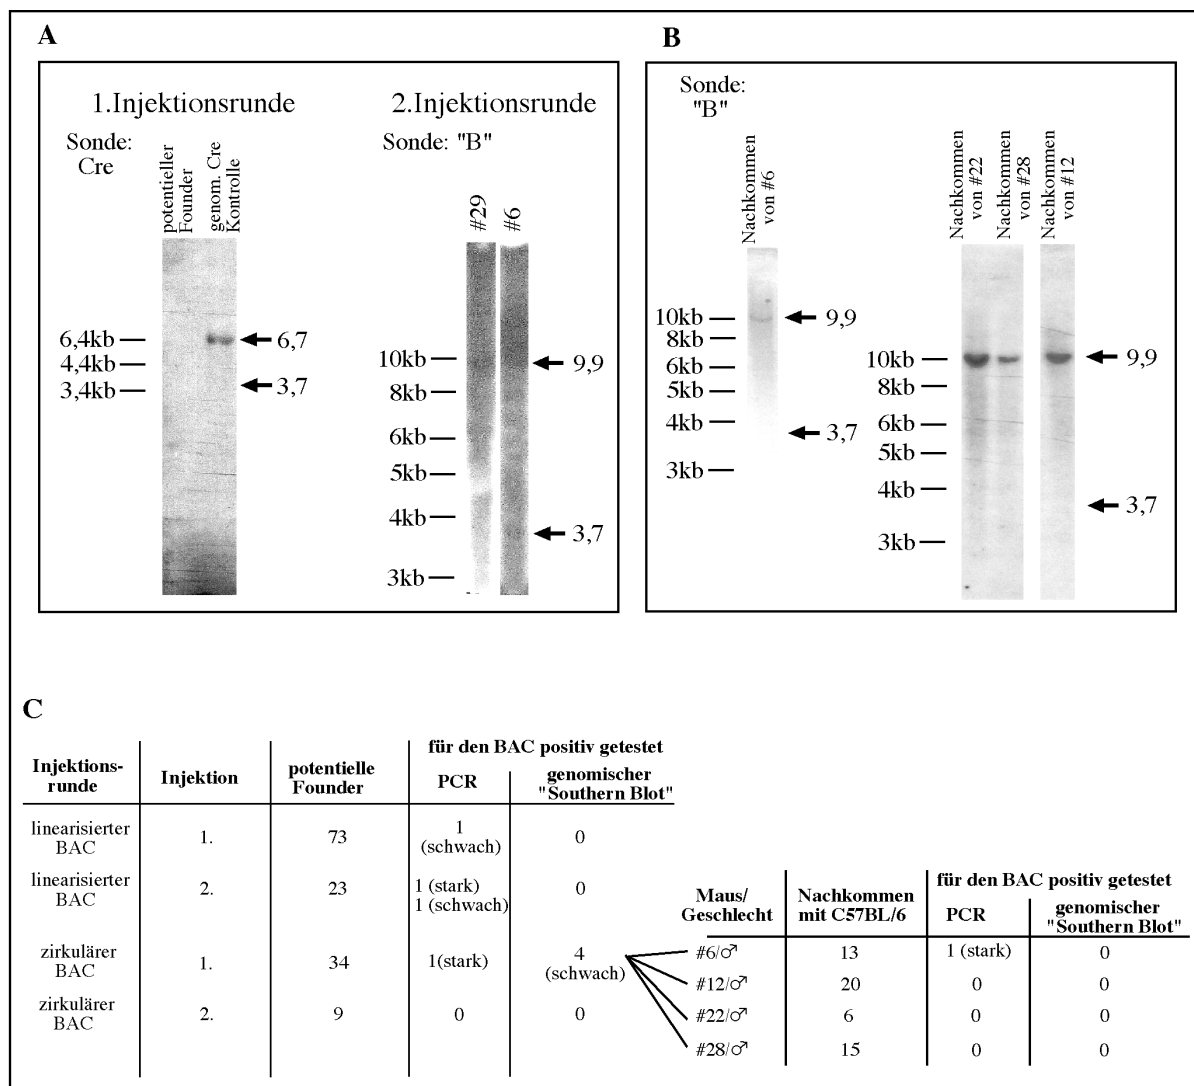 A
1.Injektionsrunde
Sonde:
Cre
potentieller
Founder
genom. Cre
Kontrolle
6,4kb
4,4kb
3,4kb
6,7
3,7
2.Injektionsrunde
Sonde: "B"
#29
#6
10kb
8kb
6kb
5kb
4kb
3kb
9,9
3,7
B
Sonde:
"B"
Nachkommen
von #6
10kb
8kb
6kb
5kb
4kb
3kb
9,9
3,7
Nachkommen
von #22
Nachkommen
von #28
Nachkommen
von #12
10kb
8kb
6kb
5kb
4kb
3kb
9,9
3,7
C
für den BAC positiv getestet
Injektions-
runde
Injektion
potentielle
Founder
PCR
genomischer
"Southern Blot"
linearisierter
BAC
1.
73
1
(schwach)
0
linearisierter
BAC
2.
23
1 (stark)
1 (schwach)
0
zirkulärer
BAC
1.
34
1(stark)
4
(schwach)
zirkulärer
BAC
2.
9
0
0
für den BAC positiv getestet
Maus/
Geschlecht
Nachkommen
mit C57BL/6
PCR
genomischer
"Southern Blot"
#6/♂ 13 1 (stark) 0
#12/♂ 20 0 0
#22/♂ 6 0 0
#28/♂ 15 0 0